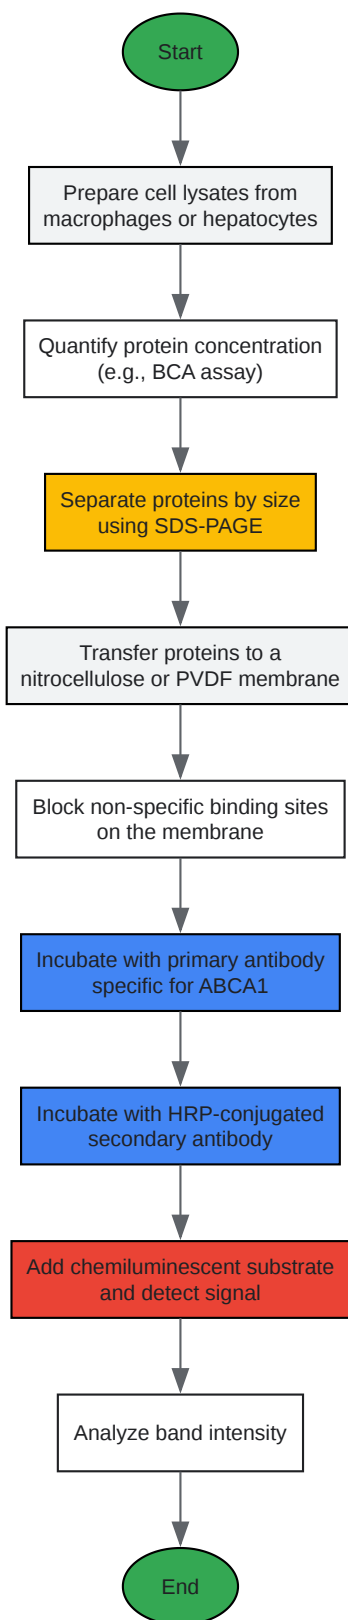 Start
Prepare cell lysates from
macrophages or hepatocytes
Quantify protein concentration
(e.g., BCA assay)
Separate proteins by size
using SDS-PAGE
Transfer proteins to a
nitrocellulose or PVDF membrane
Block non-specific binding sites
on the membrane
Incubate with primary antibody
specific for ABCA1
Incubate with HRP-conjugated
secondary antibody
Add chemiluminescent substrate
and detect signal
Analyze band intensity
End